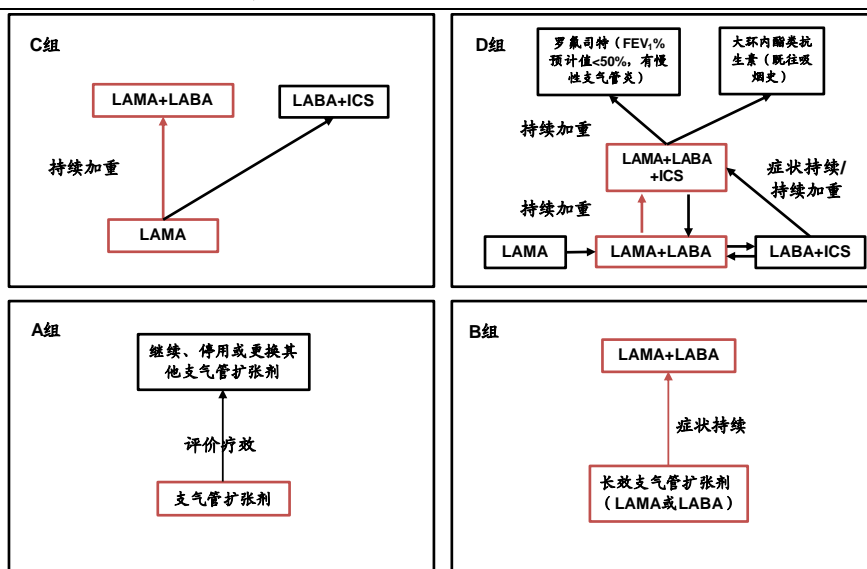 C组
LAMA+LABA
LABA+ICS
持续加重
LAMA
D组
罗氟司特（FEV₁%
预计值<50%，有慢
性支气管炎）
大环内酯类抗
生素（既往吸
烟史）
持续加重
LAMA+LABA
+ICS
症状持续/
持续加重
持续加重
LAMA
LAMA+LABA
LABA+ICS
A组
继续、停用或更换其
他支气管扩张剂
评价疗效
支气管扩张剂
B组
LAMA+LABA
症状持续
长效支气管扩张剂
（LAMA或LABA）